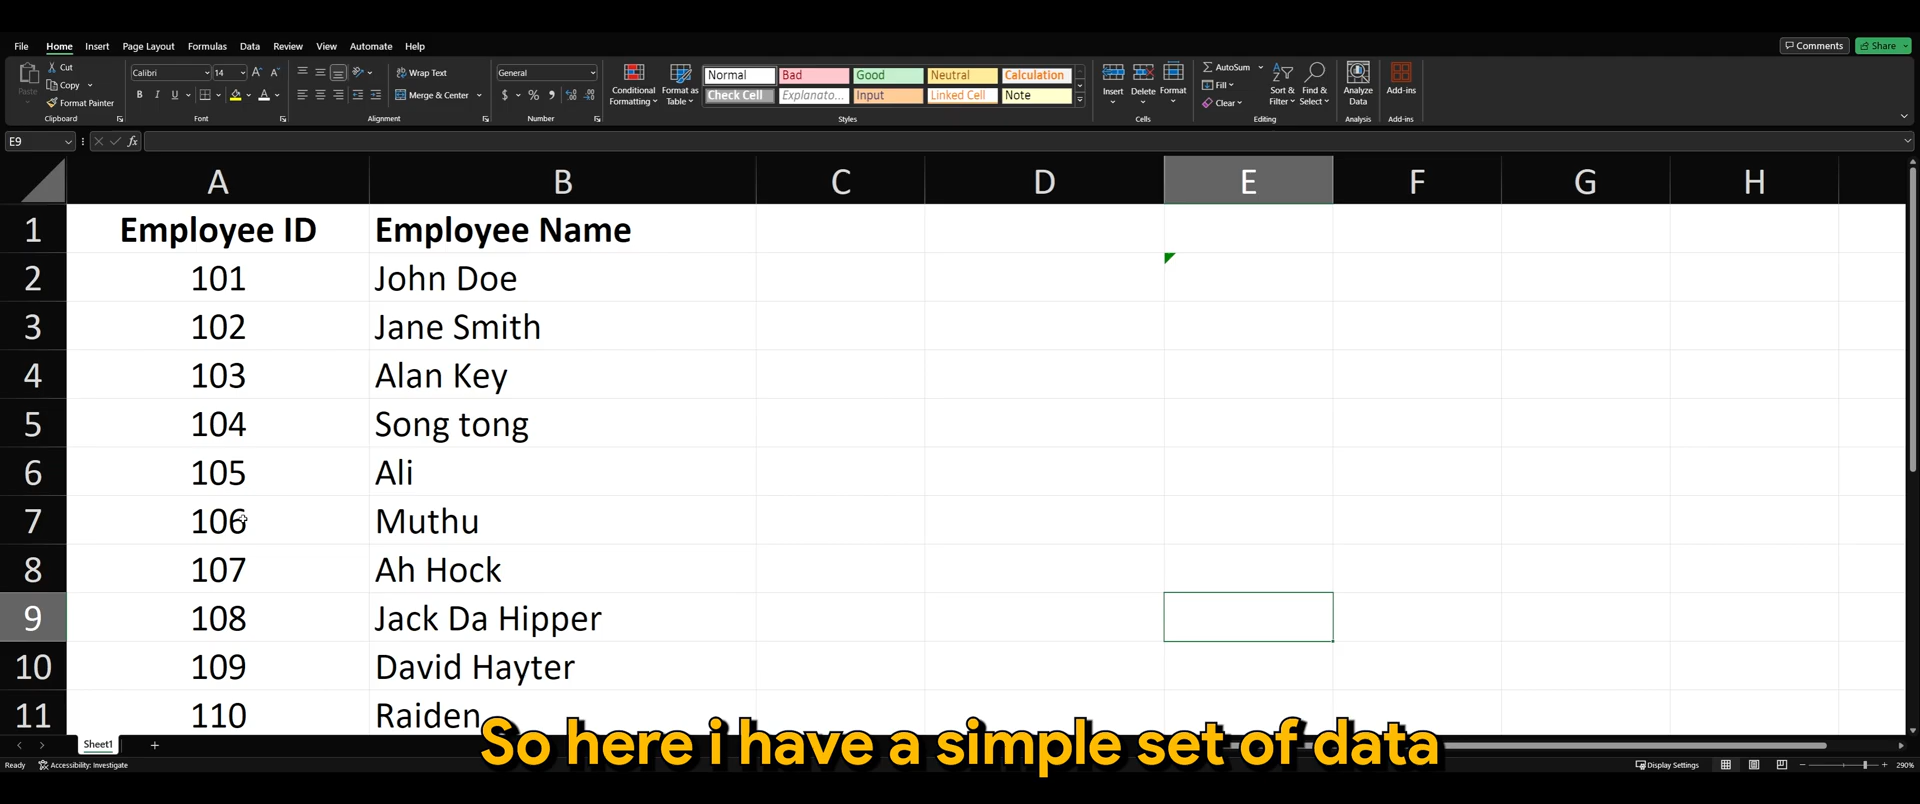 File Home Insert Page Layout Formulas Data Review View Automate Help Comments Share
Cut
Copy
Format Painter
Paste
Clipboard
Calibri 14
B I U
Font
Wrap Text
Merge & Center
Alignment
General
$ % ,
Number
Conditional Formatting
Format as Table
Normal Bad Good Neutral Calculation
Check Cell Explanato... Input Linked Cell Note
Styles
Insert Delete Format
Cells
AutoSum
Fill
Clear
Sort & Filter
Find & Select
Editing
Analyze Data
Analysis
Add-ins
Add-ins
E9 fx
A B C D E F G H
1 Employee ID Employee Name
2 101 John Doe
3 102 Jane Smith
4 103 Alan Key
5 104 Song tong
6 105 Ali
7 106 Muthu
8 107 Ah Hock
9 108 Jack Da Hipper
10 109 David Hayter
11 110 Raiden
So here i have a simple set of data
Sheet1
Ready Accessibility: Investigate Display Settings 290%